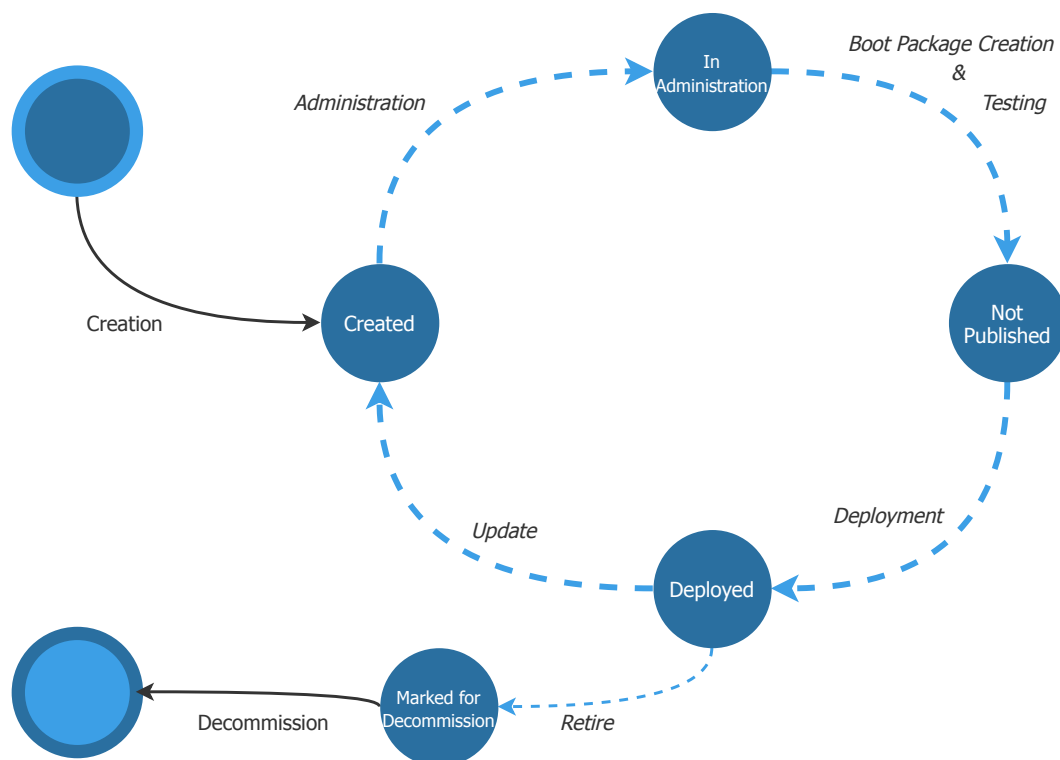 Boot Package Creation
&
Testing
In
Administration
Administration
Creation
Created
Not
Published
Update
Deployment
Deployed
Marked for
Decommission
Decommission
Retire